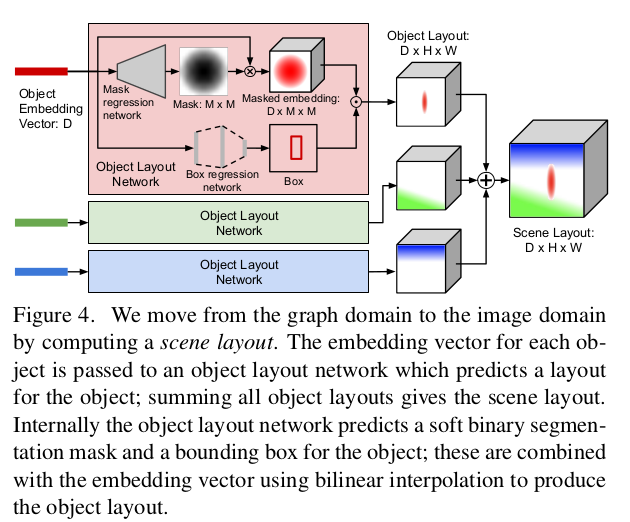 Object
Embedding
Vector: D
Mask
regression
network
Mask: M x M
Masked embedding:
D x M x M
Object Layout
Network
Box regression
network
Box
Object Layout:
D x H x W
Object Layout
Network
Object Layout
Network
Scene Layout:
D x H x W
Figure 4. We move from the graph domain to the image domain
by computing a scene layout. The embedding vector for each ob-
ject is passed to an object layout network which predicts a layout
for the object; summing all object layouts gives the scene layout.
Internally the object layout network predicts a soft binary segmen-
tation mask and a bounding box for the object; these are combined
with the embedding vector using bilinear interpolation to produce
the object layout.